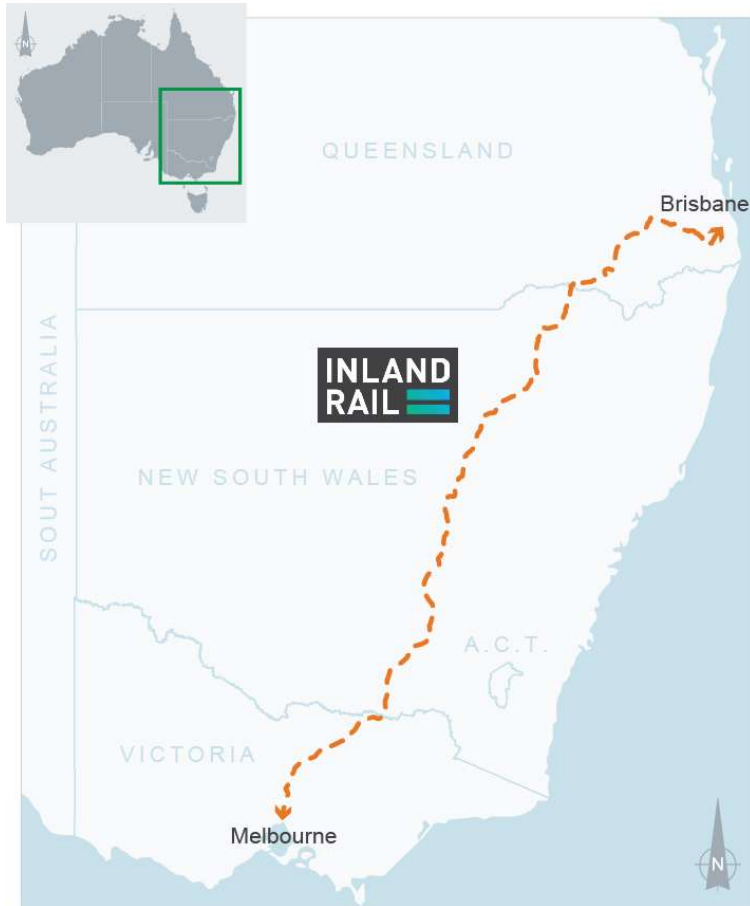 N
QUEENSLAND
Brisbane
SOUT AUSTRALIA
INLAND
RAIL
NEW SOUTH WALES
A.C.T.
VICTORIA
Melbourne
N